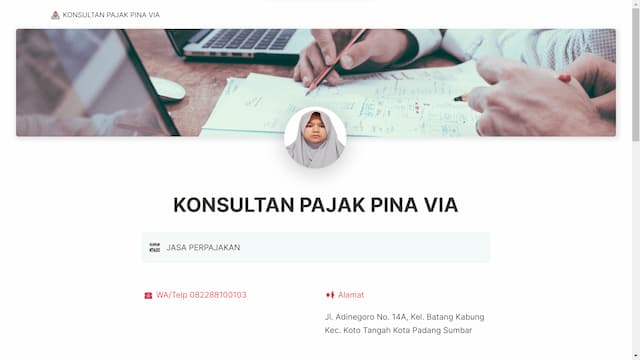 KONSULTAN PAJAK PINA VIA
KONSULTAN PAJAK PINA VIA
JASA PERPAJAKAN
WA/Telp 082288100103
Alamat
Jl. Adinegoro No. 14A, Kel. Batang Kabung
Kec. Koto Tangah Kota Padang Sumbar